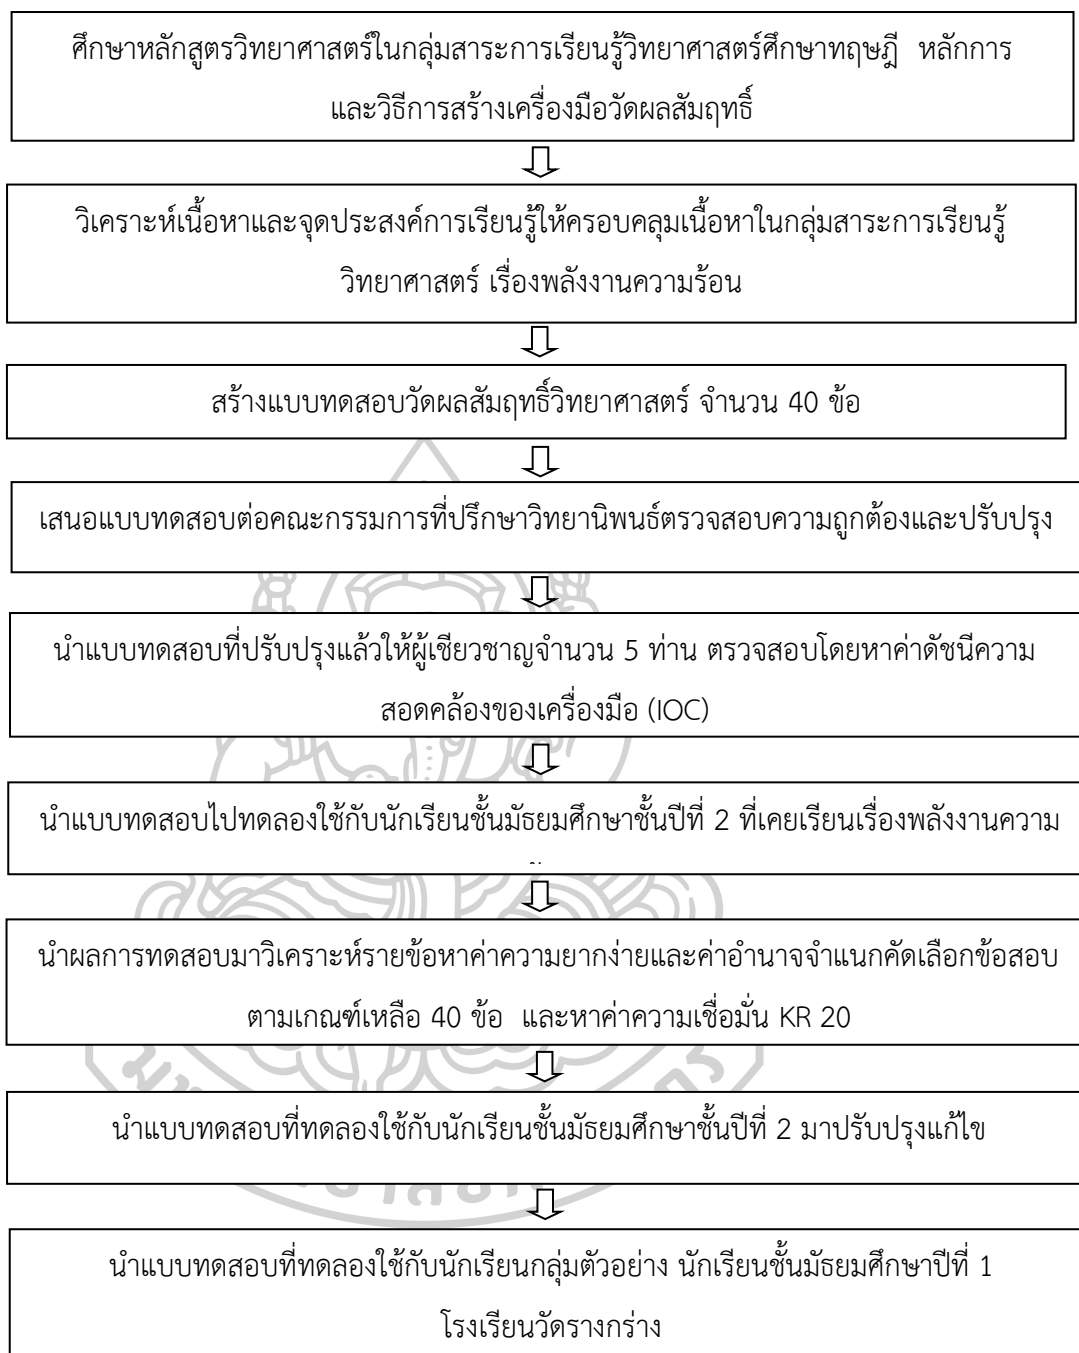 ศึกษาหลักสูตรวิทยาศาสตร์ในกลุ่มสาระการเรียนรู้วิทยาศาสตร์ศึกษาทฤษฎี หลักการ
และวิธีการสร้างเครื่องมือวัดผลสัมฤทธิ์
วิเคราะห์เนื้อหาและจุดประสงค์การเรียนรู้ให้ครอบคลุมเนื้อหาในกลุ่มสาระการเรียนรู้
วิทยาศาสตร์ เรื่องพลังงานความร้อน
สร้างแบบทดสอบวัดผลสัมฤทธิ์วิทยาศาสตร์ จำนวน 40 ข้อ
เสนอแบบทดสอบต่อคณะกรรมการที่ปรึกษาวิทยานิพนธ์ตรวจสอบความถูกต้องและปรับปรุง
นำแบบทดสอบที่ปรับปรุงแล้วให้ผู้เชียวชาญจำนวน 5 ท่าน ตรวจสอบโดยหาค่าดัชนีความ
สอดคล้องของเครื่องมือ (IOC)
นำแบบทดสอบไปทดลองใช้กับนักเรียนชั้นมัธยมศึกษาชั้นปีที่ 2 ที่เคยเรียนเรื่องพลังงานความ
นำผลการทดสอบมาวิเคราะห์รายข้อหาค่าความยากง่ายและค่าอำนาจจำแนกคัดเลือกข้อสอบ
ตามเกณฑ์เหลือ 40 ข้อ และหาค่าความเชื่อมั่น KR 20
นำแบบทดสอบที่ทดลองใช้กับนักเรียนชั้นมัธยมศึกษาชั้นปีที่ 2 มาปรับปรุงแก้ไข
นำแบบทดสอบที่ทดลองใช้กับนักเรียนกลุ่มตัวอย่าง นักเรียนชั้นมัธยมศึกษาปีที่ 1
โรงเรียนวัดรางกร่าง